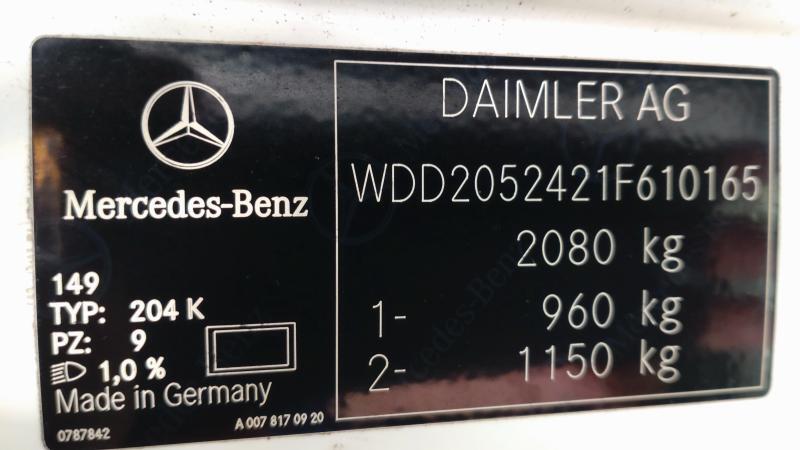 Mercedes-Benz
149
TYP: 204 K
PZ: 9
1,0 %
Made in Germany
0787842
A 007 817 09 20
DAIMLER AG
WDD2052421F610165
2080 kg
1- 960 kg
2- 1150 kg